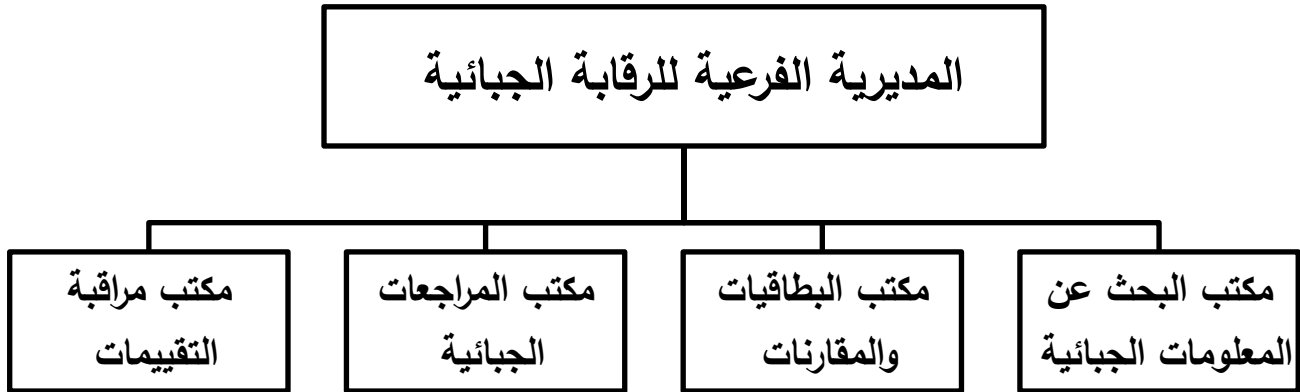 المديرية الفرعية للرقابة الجبائية
مكتب البحث عن
المعلومات الجبائية
مكتب البطاقيات
والمقارنات
مكتب المراجعات
الجبائية
مكتب مراقبة
التقييمات